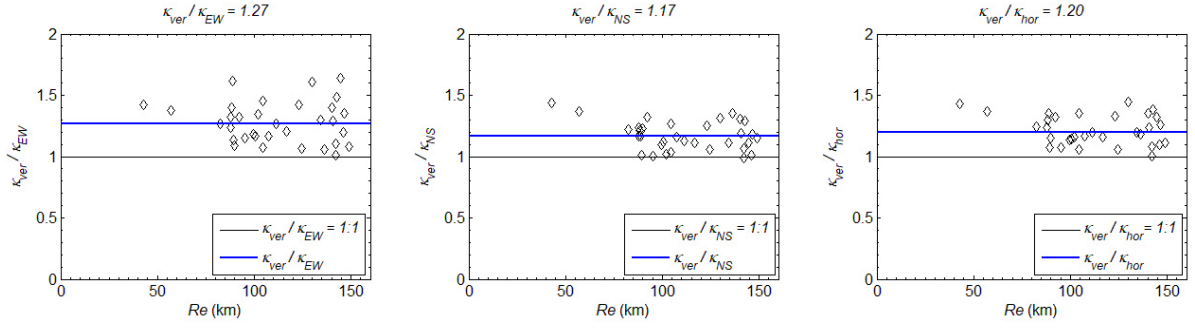 κver / κEW = 1.27
2
1.5
1
0.5
0
κver / κEW
κver / κEW = 1:1
κver / κEW
0 50 100 150
Re (km)
κver / κNS = 1.17
2
1.5
1
0.5
0
κver / κNS
κver / κNS = 1:1
κver / κNS
0 50 100 150
Re (km)
κver / κhor = 1.20
2
1.5
1
0.5
0
κver / κhor
κver / κhor = 1:1
κver / κhor
0 50 100 150
Re (km)